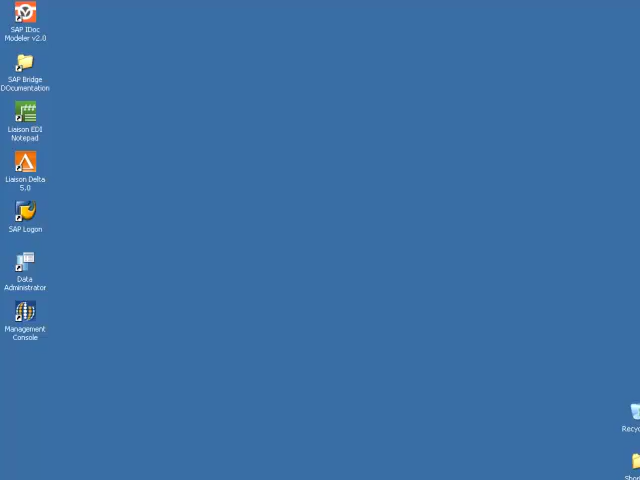 SAP IDoc
Modeler v2.0
SAP Bridge
DOcumentation
Liaison EDI
Notepad
Liaison Delta
5.0
SAP Logon
Data
Administrator
Management
Console